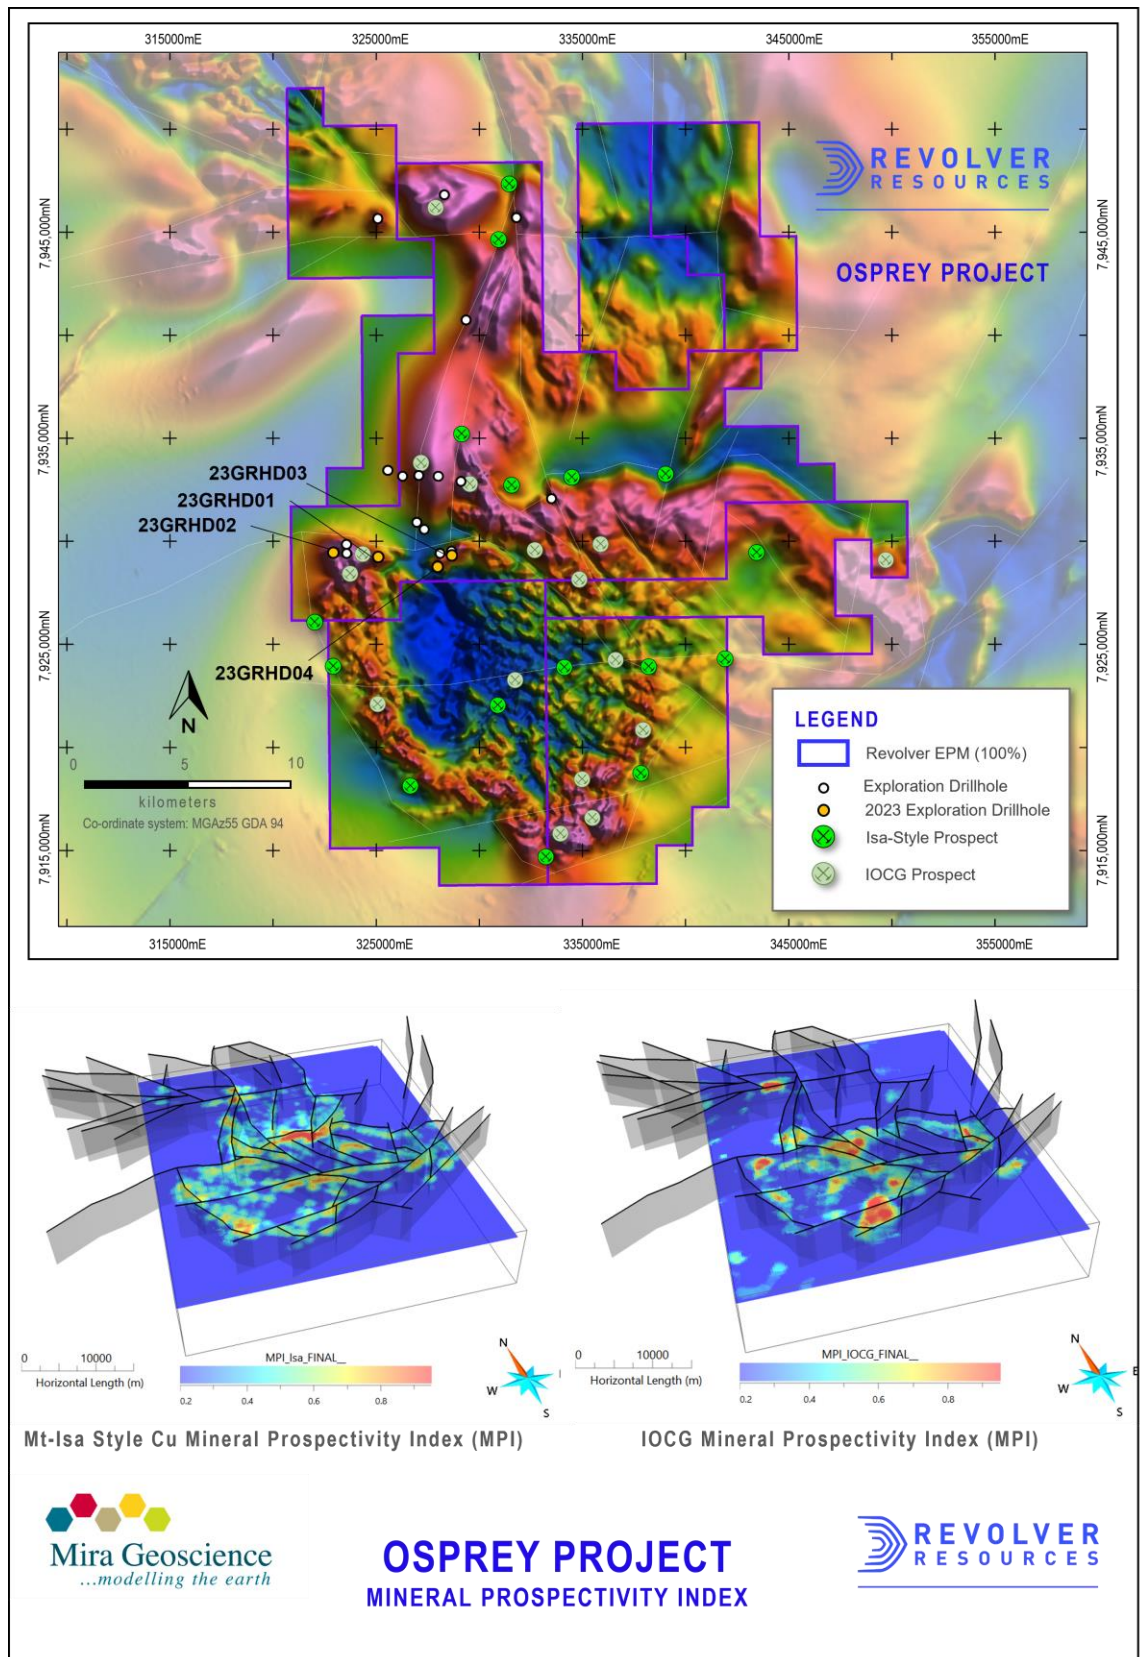 315000mE 325000mE 335000mE 345000mE 355000mE
REVOLVER
RESOURCES
OSPREY PROJECT
7,945,000mN
7,945,000mN
7,935,000mN
7,935,000mN
23GRHD03
23GRHD01
23GRHD02
7,925,000mN
7,925,000mN
23GRHD04
N
0 5 10
kilometers
Co-ordinate system: MGAz55 GDA 94
LEGEND
Revolver EPM (100%)
Exploration Drillhole
2023 Exploration Drillhole
Isa-Style Prospect
IOCG Prospect
7,915,000mN
7,915,000mN
315000mE 325000mE 335000mE 345000mE 355000mE
0 10000
Horizontal Length (m)
MPI_Isa_FINAL__
0.2 0.4 0.6 0.8
N
W
S
Mt-Isa Style Cu Mineral Prospectivity Index (MPI)
0 10000
Horizontal Length (m)
MPI_IOCG_FINAL__
0.2 0.4 0.6 0.8
N
E
W
S
IOCG Mineral Prospectivity Index (MPI)
Mira Geoscience
...modelling the earth
OSPREY PROJECT
MINERAL PROSPECTIVITY INDEX
REVOLVER
RESOURCES